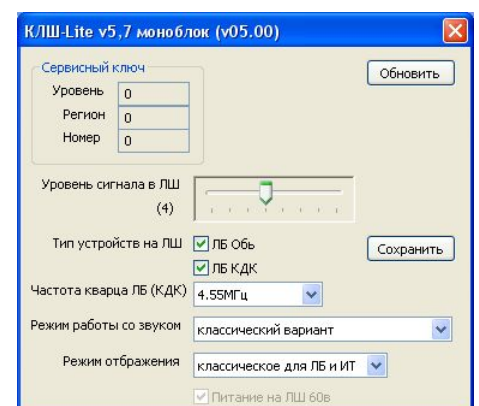 КЛШ-Lite v5,7 моноблок (v05.00)
Сервисный ключ
Обновить
Уровень 0
Регион 0
Номер 0
Уровень сигнала в ЛШ
(4)
Тип устройств на ЛШ ЛБ Обь
Сохранить
ЛБ КДК
Частота кварца ЛБ (КДК) 4.55МГц
Режим работы со звуком классический вариант
Режим отбражения классическое для ЛБ и ИТ
Питание на ЛШ 60в